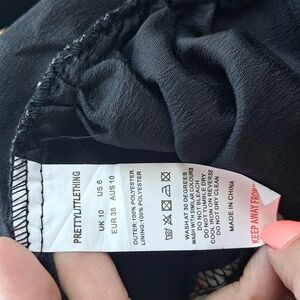 PRETTYLITTLETHING
UK 10 US 6
EUR 38 AUS 10
OUTER:100% POLYESTER
LINING:100% POLYESTER
WASH AT 30 DEGREES
WASH WITH SIMILAR COLOURS
DO NOT BLEACH
DO NOT TUMBLE DRY
COOL IRON ON REVERSE
DO NOT DRY CLEAN
MADE IN CHINA
KEEP AWAY FROM